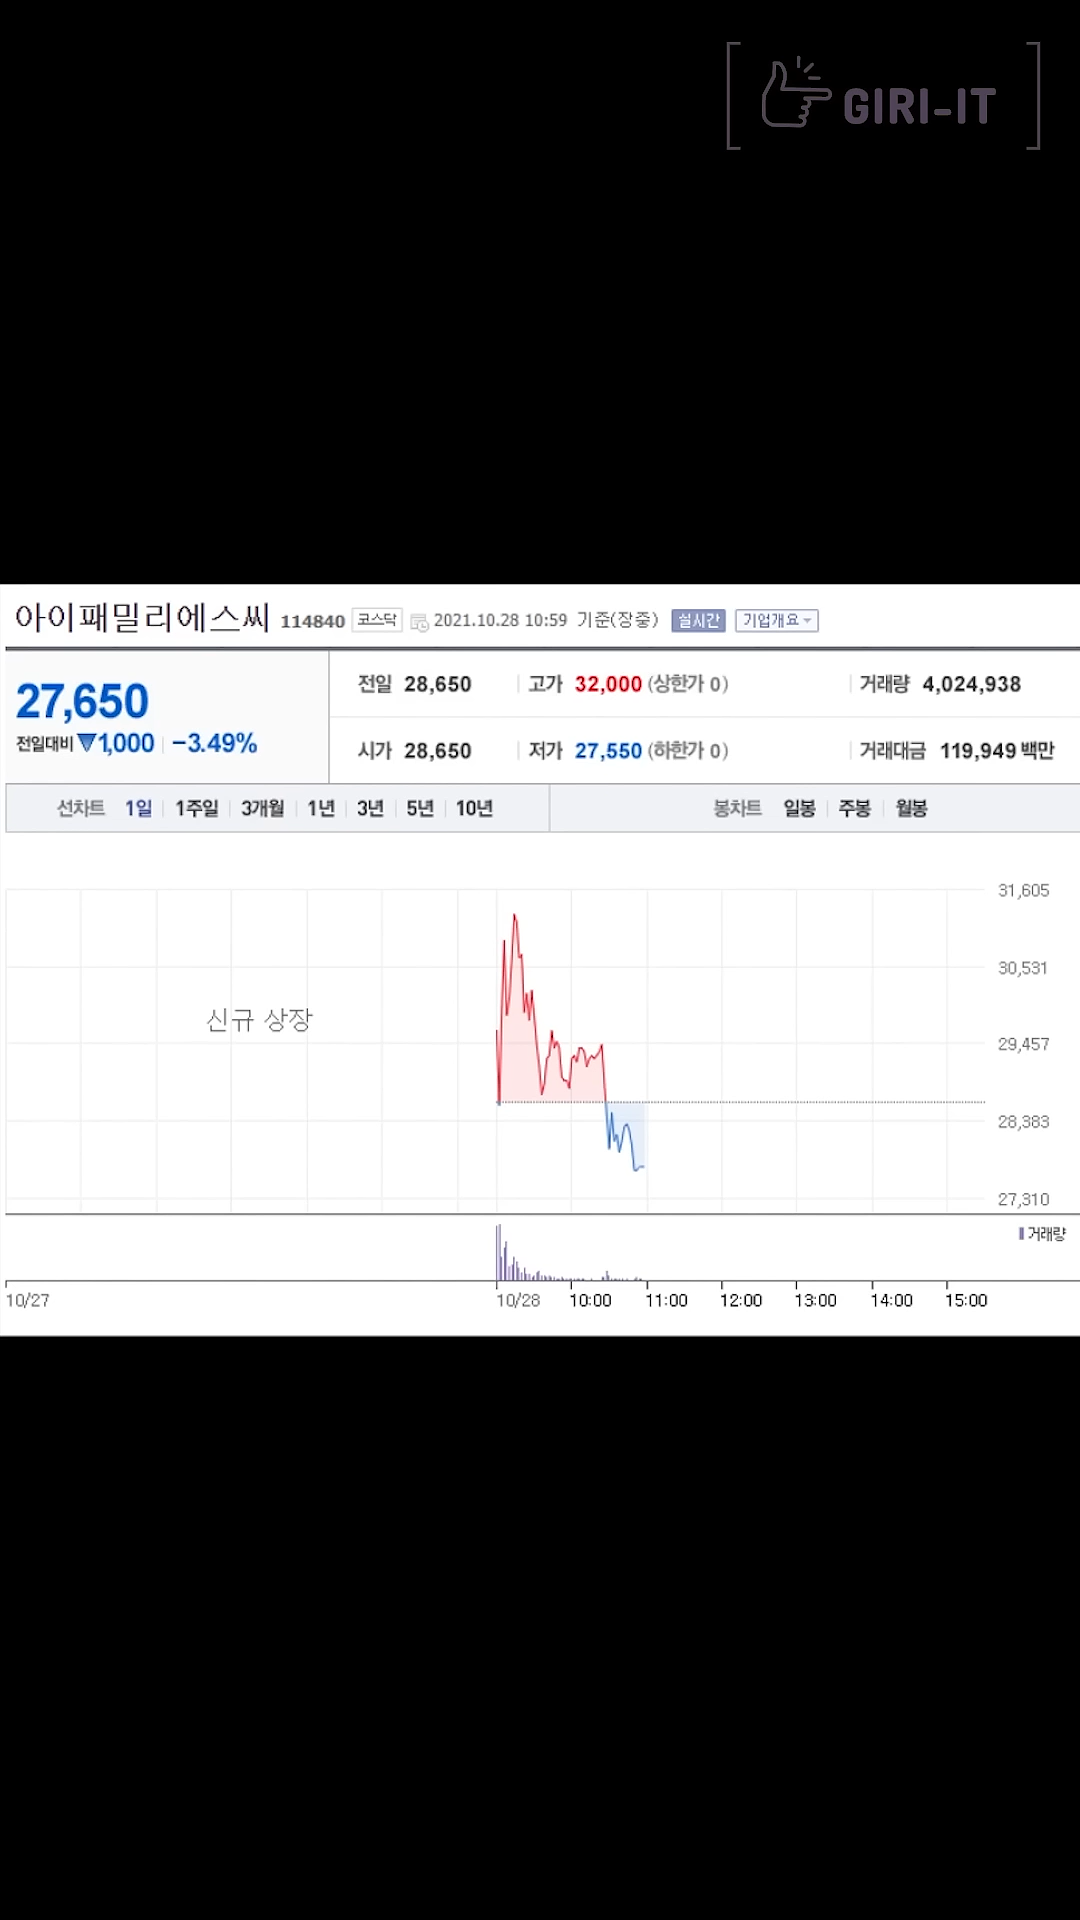 GIRI-IT
아이패밀리에스씨 114840 코스닥 2021.10.28 10:59 기준(장중) 실시간 기업개요
27,650
전일대비 ▼1,000 -3.49%
전일 28,650 고가 32,000 (상한가 0) 거래량 4,024,938
시가 28,650 저가 27,550 (하한가 0) 거래대금 119,949 백만
선차트 1일 1주일 3개월 1년 3년 5년 10년 봉차트 일봉 주봉 월봉
31,605
30,531
신규 상장
29,457
28,383
27,310
거래량
10/27 10/28 10:00 11:00 12:00 13:00 14:00 15:00